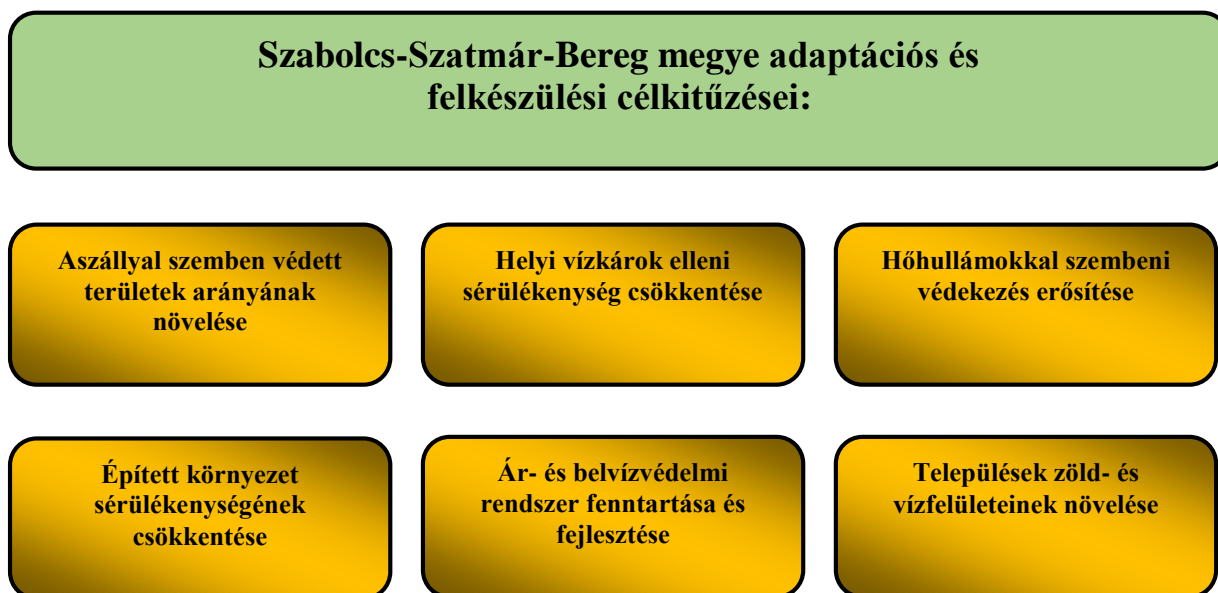 Szabolcs-Szatmár-Bereg megye adaptációs és
felkészülési célkitűzései:
Aszállyal szemben védett
területek arányának
növelése
Helyi vízkárok elleni
sérülékenység csökkentése
Hőhullámokkal szembeni
védekezés erősítése
Épített környezet
sérülékenységének
csökkentése
Ár- és belvízvédelmi
rendszer fenntartása és
fejlesztése
Települések zöld- és
vízfelületeinek növelése